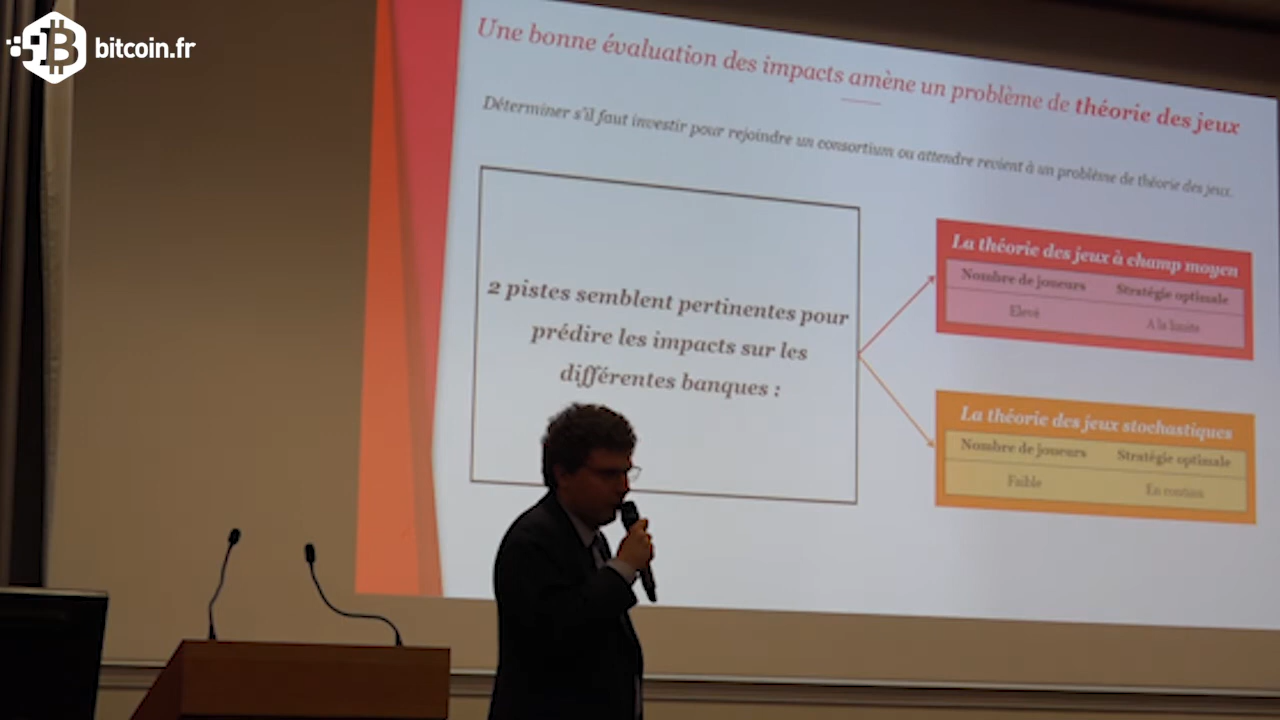 bitcoin.fr
Une bonne évaluation des impacts amène un problème de théorie des jeux
Déterminer s'il faut investir pour rejoindre un consortium ou attendre revient à un problème de théorie des jeux.
2 pistes semblent pertinentes pour
prédire les impacts sur les
différentes banques :
La théorie des jeux à champ moyen
Nombre de joueurs Stratégie optimale
Elevé A la limite
La théorie des jeux stochastiques
Nombre de joueurs Stratégie optimale
Faible En continu